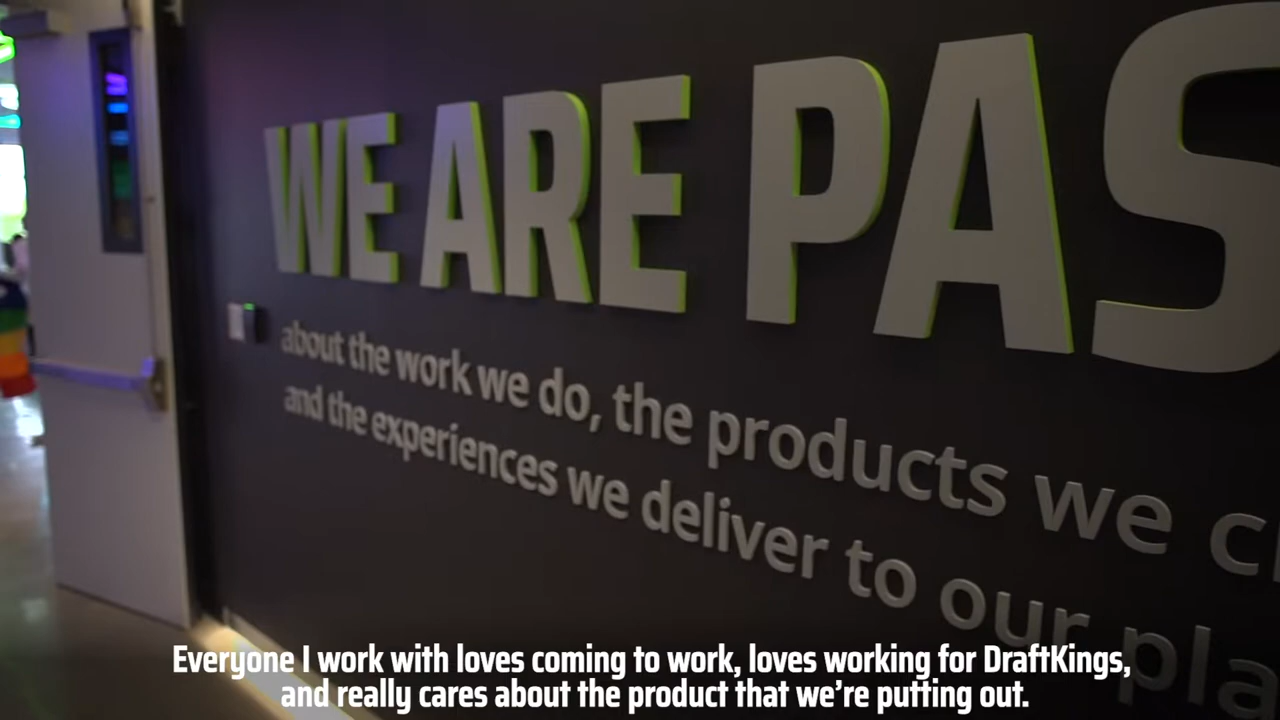 WE ARE PAS
about the work we do, the products we c
and the experiences we deliver to our pla
Everyone I work with loves coming to work, loves working for DraftKings,
and really cares about the product that we're putting out.